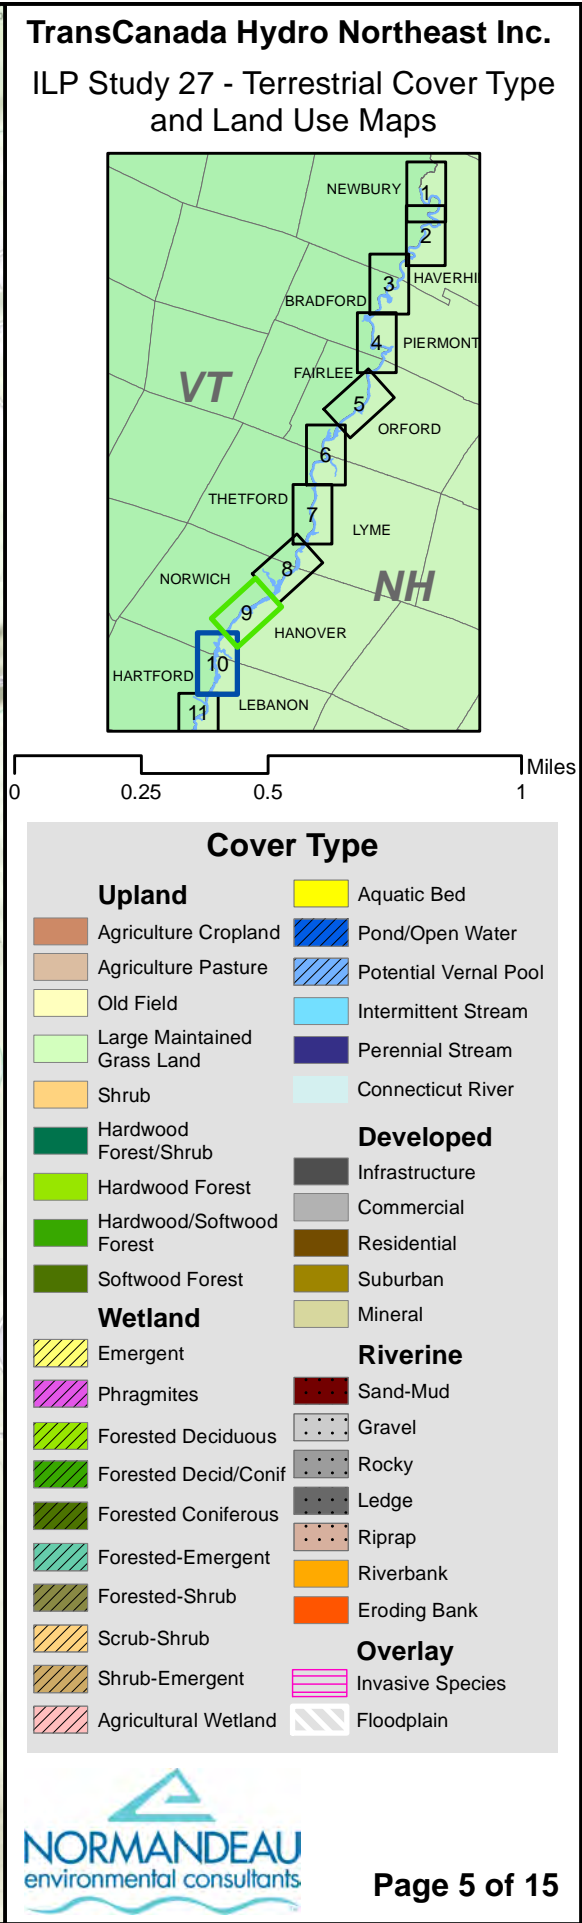 TransCanada Hydro Northeast Inc.
ILP Study 27 - Terrestrial Cover Type
and Land Use Maps
NEWBURY
1
2
HAVERHI
3
BRADFORD
4
PIERMONT
FAIRLEE
VT
5
ORFORD
6
THETFORD
7
LYME
8
NORWICH
NH
9
HANOVER
10
HARTFORD
LEBANON
11
Miles
0 0.25 0.5 1
Cover Type
Upland
Agriculture Cropland
Agriculture Pasture
Old Field
Large Maintained
Grass Land
Shrub
Hardwood
Forest/Shrub
Hardwood Forest
Hardwood/Softwood
Forest
Softwood Forest
Wetland
Emergent
Phragmites
Forested Deciduous
Forested Decid/Conif
Forested Coniferous
Forested-Emergent
Forested-Shrub
Scrub-Shrub
Shrub-Emergent
Agricultural Wetland
Aquatic Bed
Pond/Open Water
Potential Vernal Pool
Intermittent Stream
Perennial Stream
Connecticut River
Developed
Infrastructure
Commercial
Residential
Suburban
Mineral
Riverine
Sand-Mud
Gravel
Rocky
Ledge
Riprap
Riverbank
Eroding Bank
Overlay
Invasive Species
Floodplain
NORMANDEAU
environmental consultants
Page 5 of 15